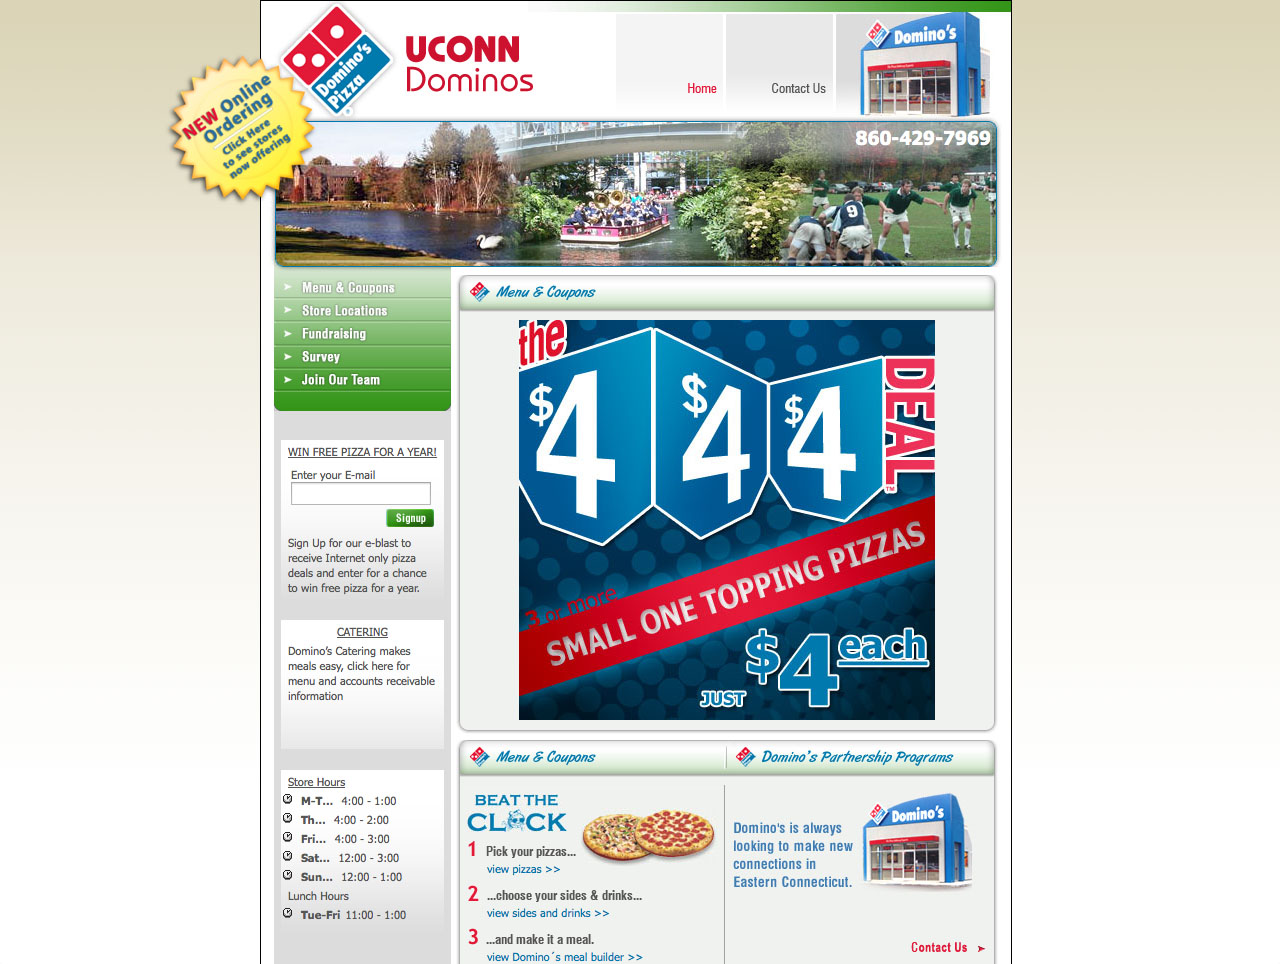 Domino's
Pizza
UCONN
Dominos
Home
Contact Us
Domino's
NEW Online
Ordering
Click Here
to see stores
now offering
860-429-7969
9
Menu & Coupons
Store Locations
Fundraising
Survey
Join Our Team
WIN FREE PIZZA FOR A YEAR!
Enter your E-mail
Signup
Sign Up for our e-blast to
receive Internet only pizza
deals and enter for a chance
to win free pizza for a year.
CATERING
Domino's Catering makes
meals easy, click here for
menu and accounts receivable
information
Store Hours
M-T... 4:00 - 1:00
Th... 4:00 - 2:00
Fri... 4:00 - 3:00
Sat... 12:00 - 3:00
Sun... 12:00 - 1:00
Lunch Hours
Tue-Fri 11:00 - 1:00
Menu & Coupons
the
$4 $4 $4
DEAL™
3 or more
SMALL ONE TOPPING PIZZAS
JUST $4 each
Menu & Coupons
BEAT THE
CLOCK
1 Pick your pizzas...
view pizzas >>
2 ...choose your sides & drinks...
view sides and drinks >>
3 ...and make it a meal.
view Domino´s meal builder >>
Domino's Partnership Programs
Domino's is always
looking to make new
connections in
Eastern Connecticut.
Domino's
Contact Us